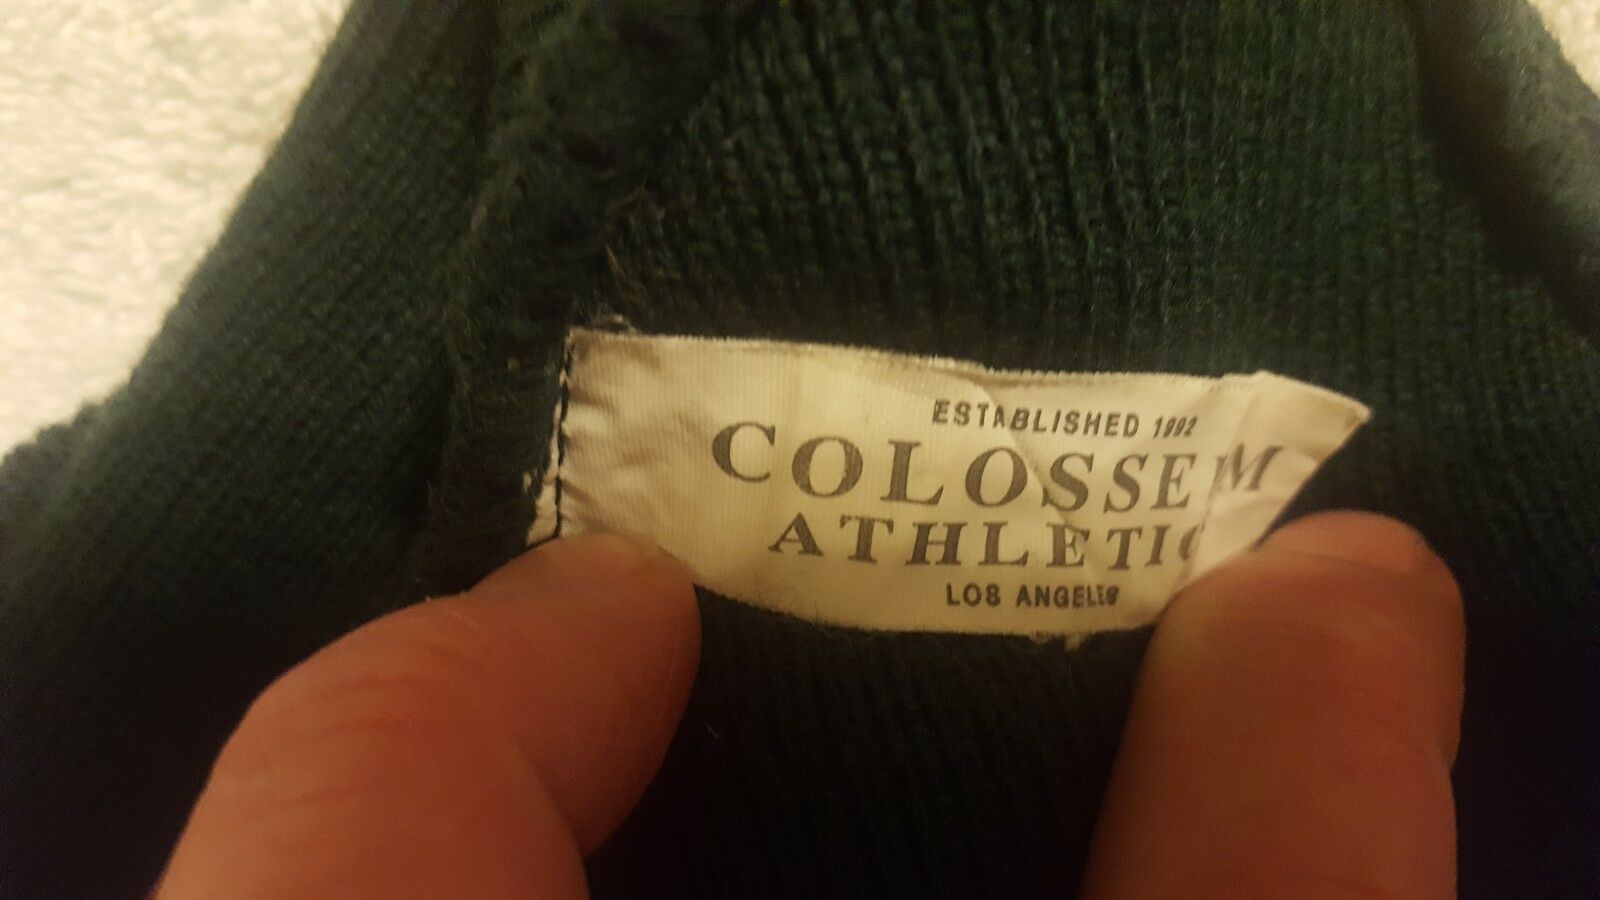 ESTABLISHED 1992
COLOSSEUM
ATHLETIC
LOS ANGELES